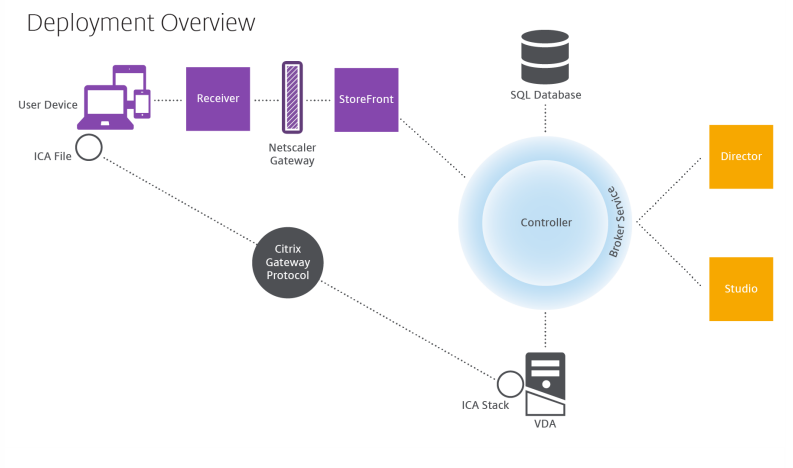 Deployment Overview
SQL Database
User Device
Receiver
StoreFront
Netscaler
Gateway
ICA File
Director
Controller
Broker Service
Citrix
Gateway
Protocol
Studio
ICA Stack
VDA